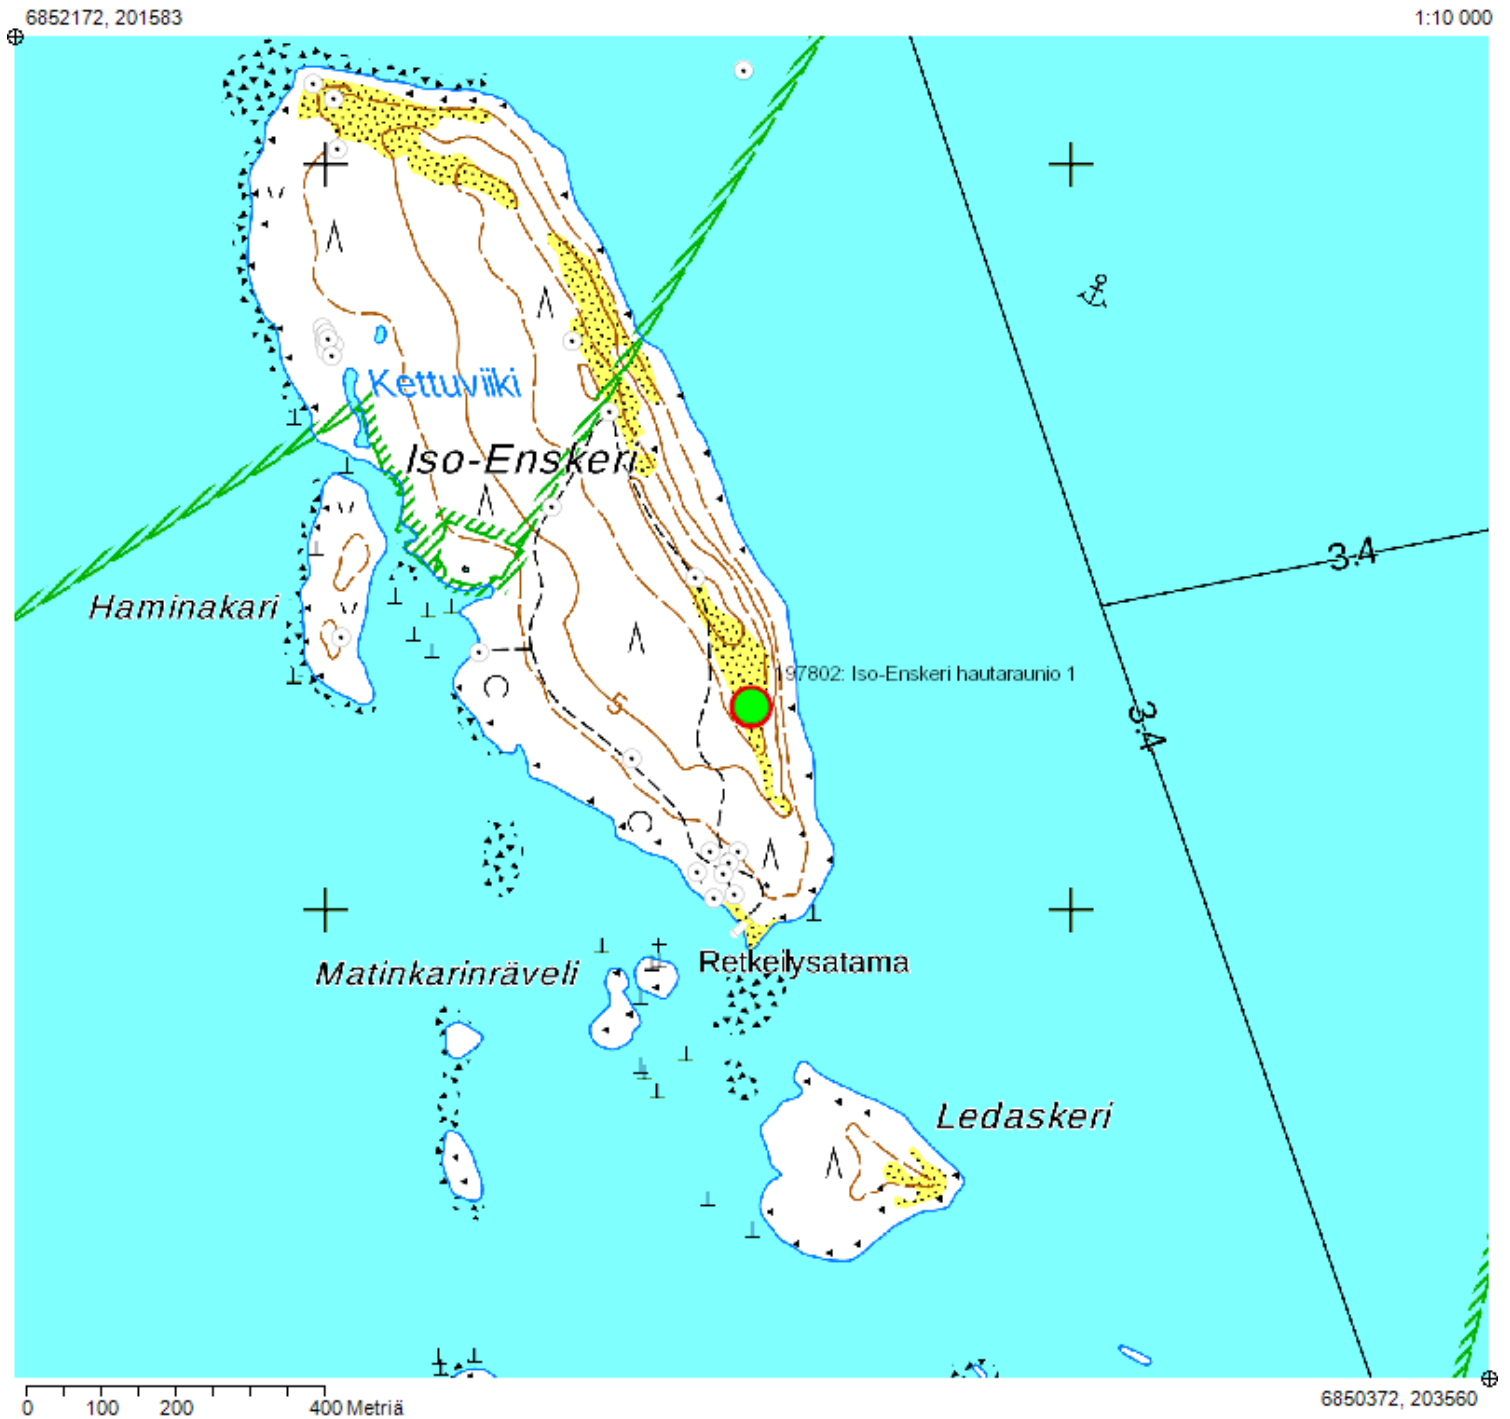 6852172, 201583
1:10 000
Kettuviiki
Iso-Enskeri
3.4
Haminakari
197802: Iso-Enskeri hautaraunio 1
5
3.4
Retkeilysatama
Matinkarinräveli
Ledaskeri
0 100 200 400 Metriä
6850372, 203560